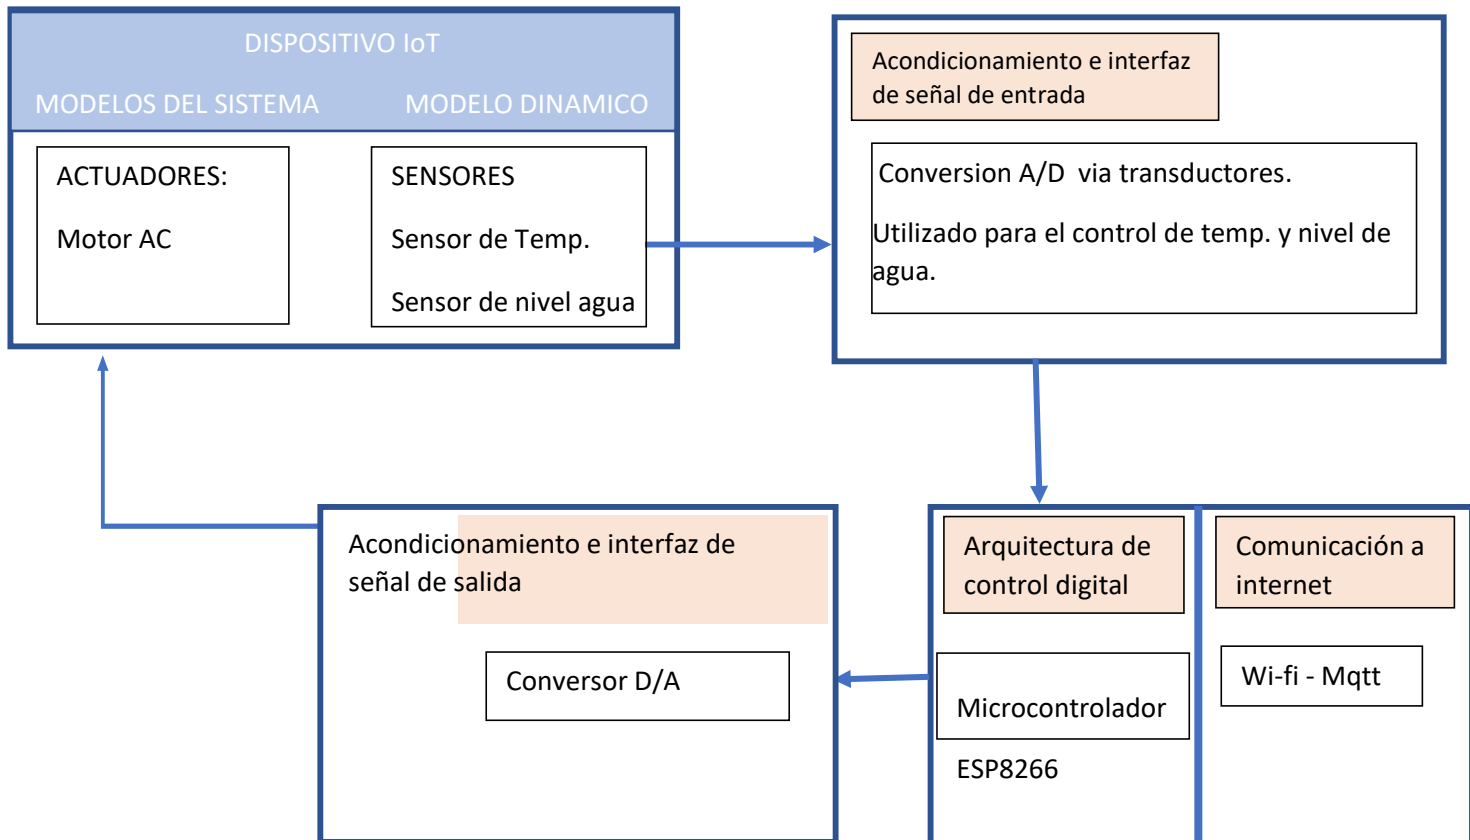 DISPOSITIVO IoT
MODELOS DEL SISTEMA MODELO DINAMICO
ACTUADORES:
Motor AC
SENSORES
Sensor de Temp.
Sensor de nivel agua
Acondicionamiento e interfaz
de señal de entrada
Conversion A/D via transductores.
Utilizado para el control de temp. y nivel de
agua.
Acondicionamiento e interfaz de
señal de salida
Conversor D/A
Arquitectura de
control digital
Microcontrolador
ESP8266
Comunicación a
internet
Wi-fi - Mqtt